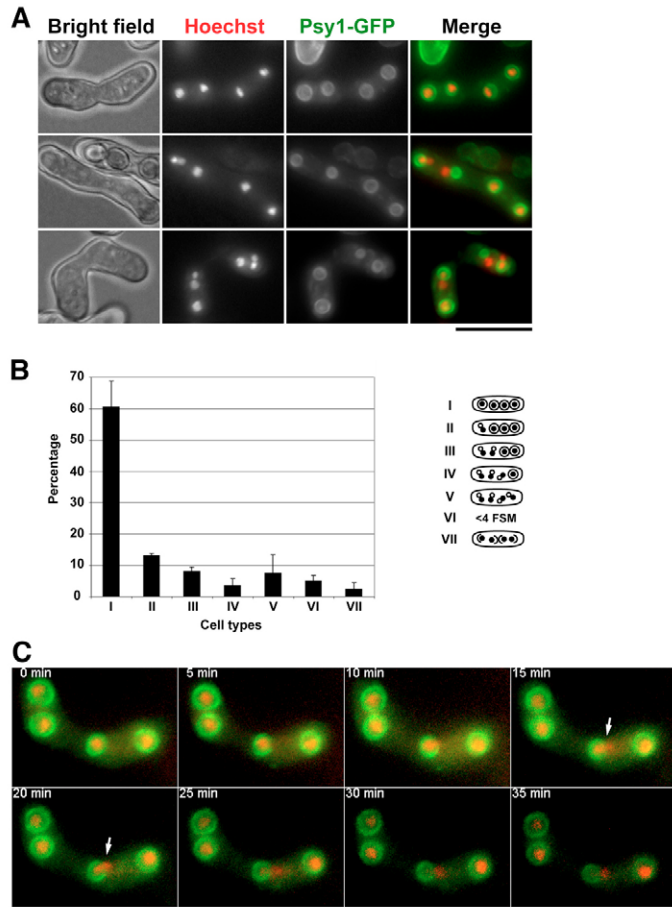 A
Bright field Hoechst Psy1-GFP Merge
B
70
60
50
40
30
20
10
0
Percentage
I II III IV V VI VII
Cell types
I
II
III
IV
V
VI <4 FSM
VII
C
0 min 5 min 10 min 15 min
20 min 25 min 30 min 35 min